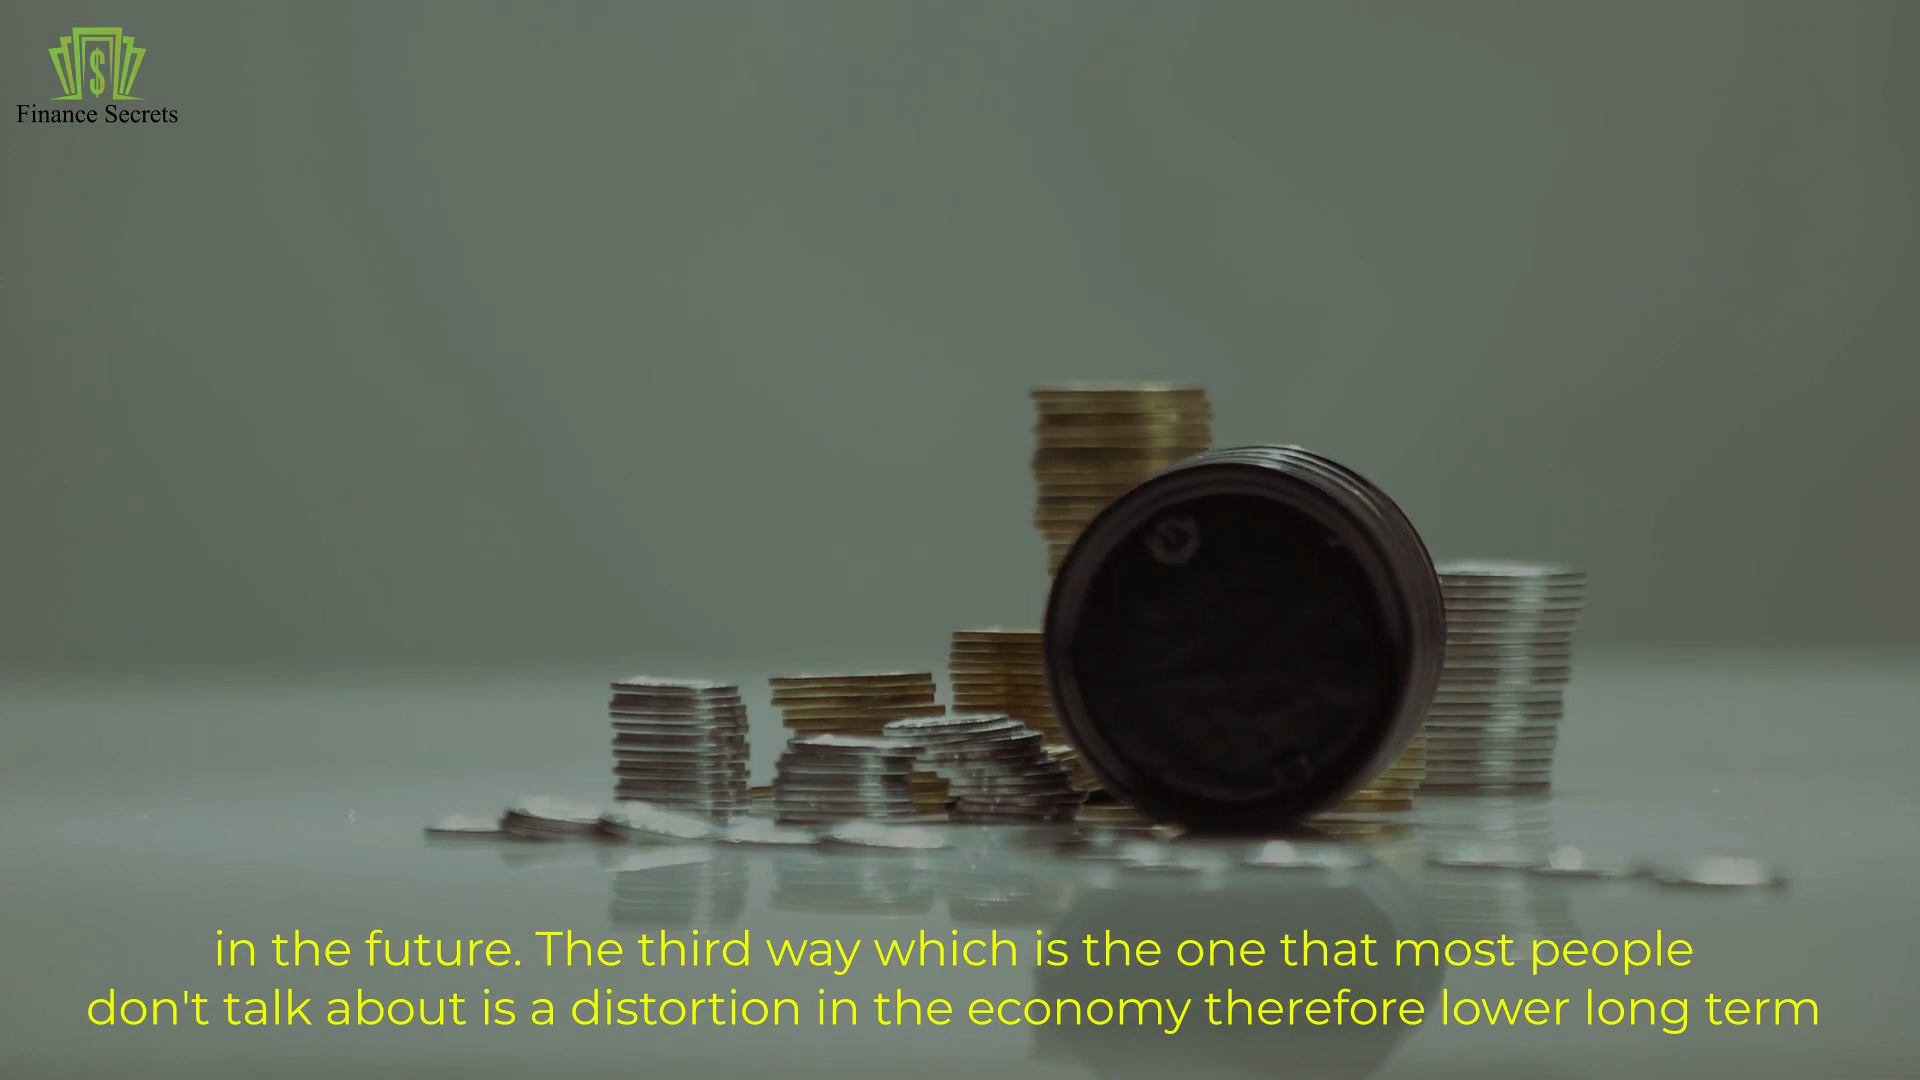 $
Finance Secrets
in the future. The third way which is the one that most people
don't talk about is a distortion in the economy therefore lower long term